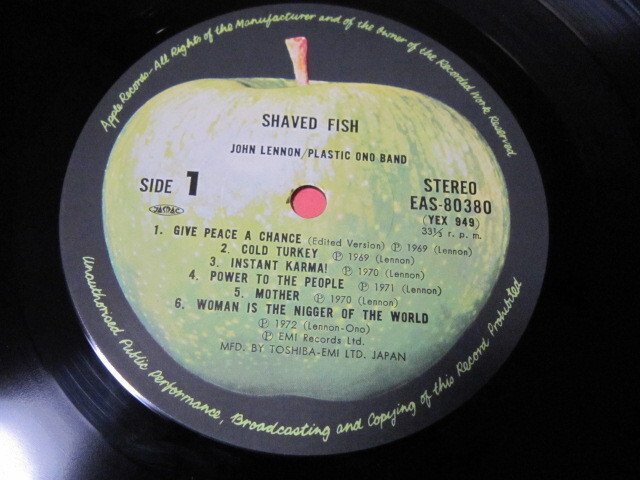 Apple Records—All Rights of the Manufacturer and of the Owner of the Recorded Work Reserved
SHAVED FISH
JOHN LENNON/PLASTIC ONO BAND
SIDE 1
STEREO
EAS-80380
(YEX 949)
33⅓ r. p. m.
JASRAC
1. GIVE PEACE A CHANCE (Edited Version) Ⓟ 1969 (Lennon)
2. COLD TURKEY Ⓟ 1969 (Lennon)
3. INSTANT KARMA! Ⓟ 1970 (Lennon)
4. POWER TO THE PEOPLE Ⓟ 1971 (Lennon)
5. MOTHER Ⓟ 1970 (Lennon)
6. WOMAN IS THE NIGGER OF THE WORLD
Ⓟ 1972 (Lennon-Ono)
Ⓟ EMI Records Ltd.
MFD. BY TOSHIBA-EMI LTD. JAPAN
Unauthorised Public Performance, Broadcasting and Copying of this Record Prohibited